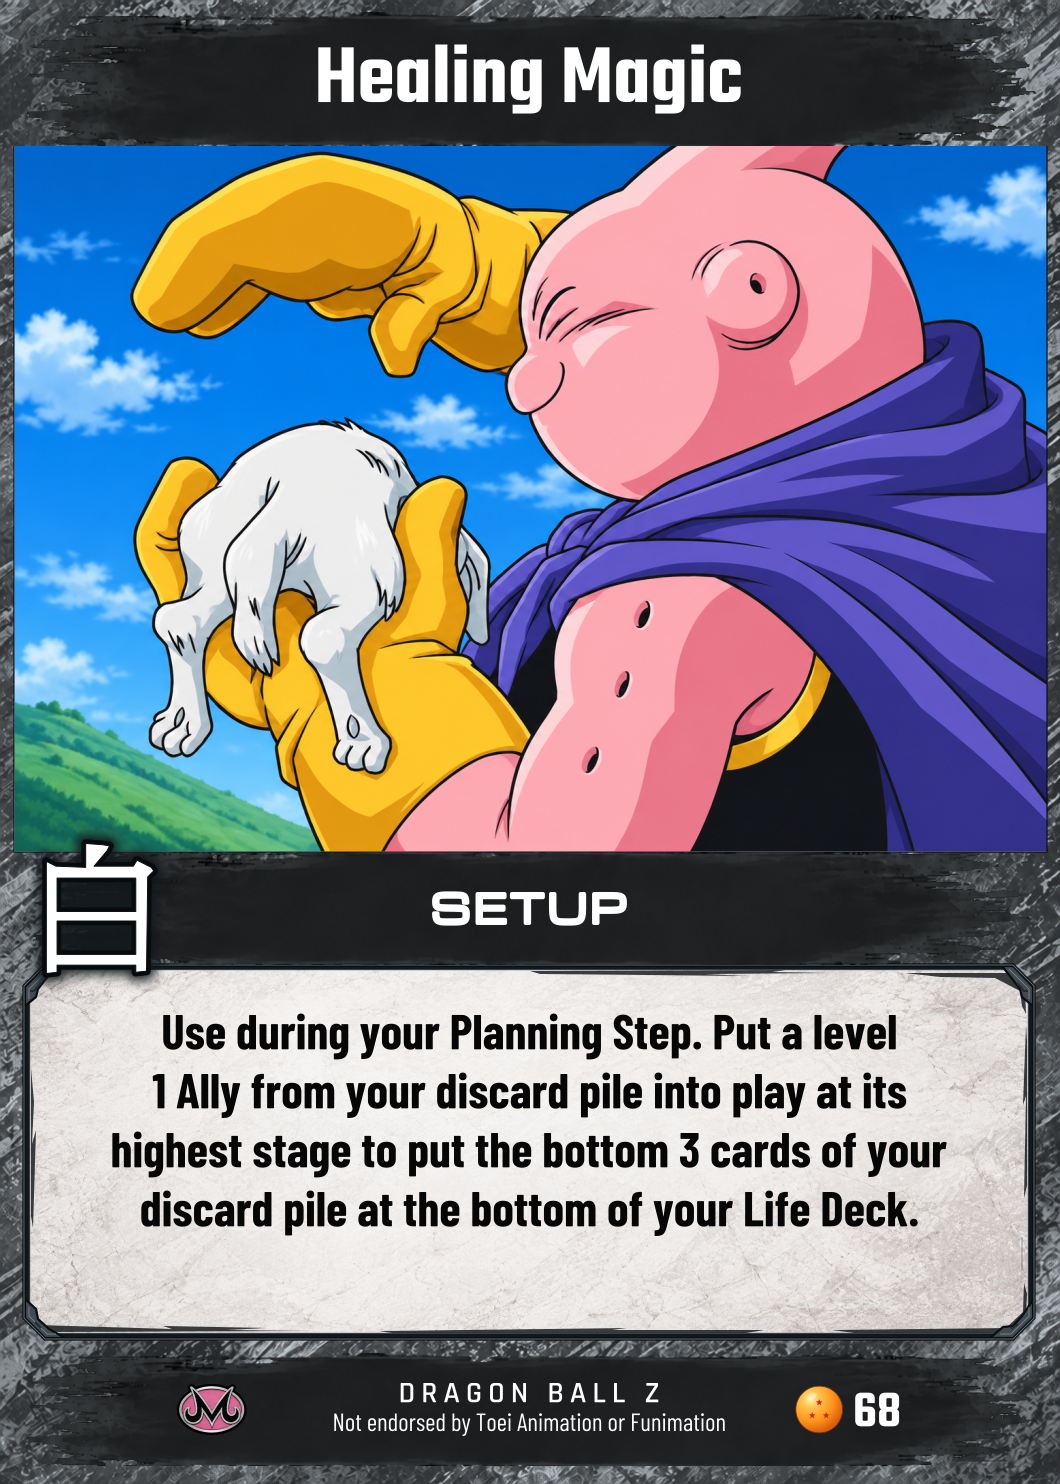 Healing Magic
白
SETUP
Use during your Planning Step. Put a level
1 Ally from your discard pile into play at its
highest stage to put the bottom 3 cards of your
discard pile at the bottom of your Life Deck.
M
DRAGON BALL Z
Not endorsed by Toei Animation or Funimation
68